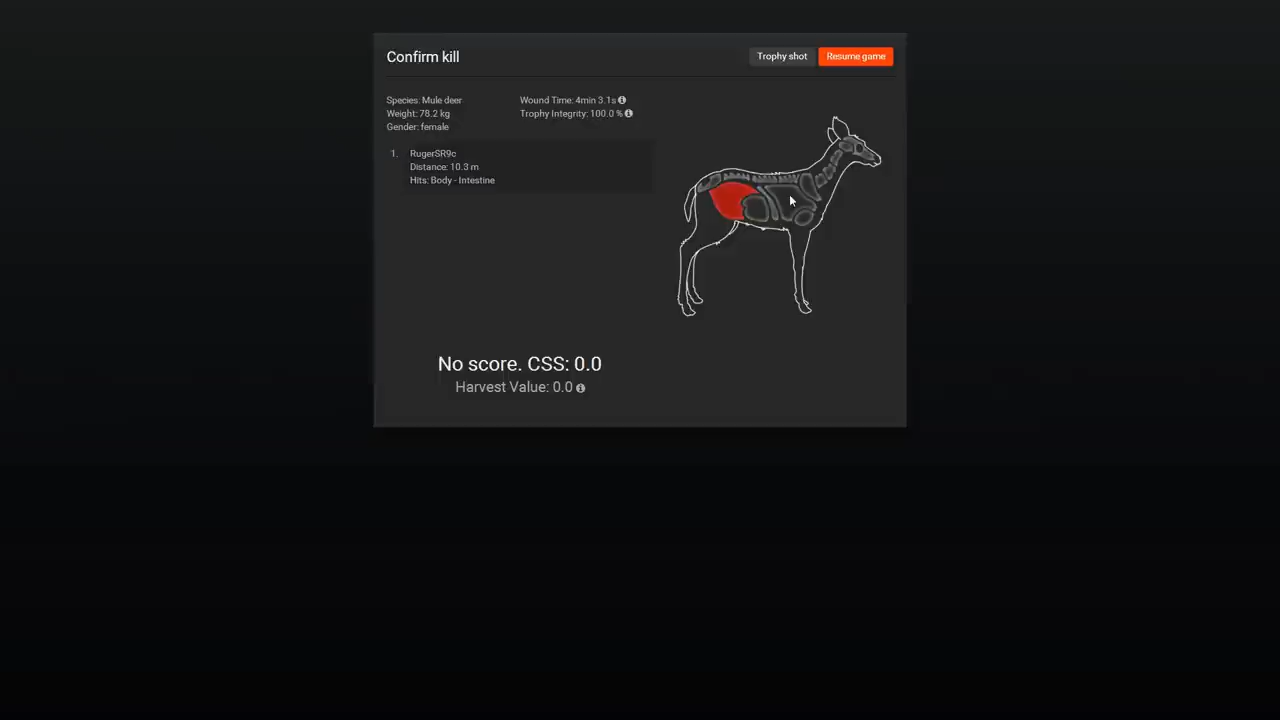 Confirm kill
Trophy shot
Resume game
Species: Mule deer
Weight: 78.2 kg
Gender: female
Wound Time: 4min 3.1s
Trophy Integrity: 100.0 %
1. RugerSR9c
Distance: 10.3 m
Hits: Body - Intestine
No score. CSS: 0.0
Harvest Value: 0.0